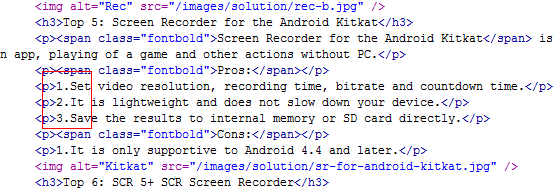 <img alt="Rec" src="/images/solution/rec-b.jpg" />
<h3>Top 5: Screen Recorder for the Android Kitkat</h3>
<p><span class="fontbold">Screen Recorder for the Android Kitkat</span> is
n app, playing of a game and other actions without PC.</p>
<p><span class="fontbold">Pros:</span></p>
<p>1.Set video resolution, recording time, bitrate and countdown time.</p>
<p>2.It is lightweight and does not slow down your device.</p>
<p>3.Save the results to internal memory or SD card directly.</p>
<p><span class="fontbold">Cons:</span></p>
<p>1.It is only supportive to Android 4.4 and later.</p>
<img alt="Kitkat" src="/images/solution/sr-for-android-kitkat.jpg" />
<h3>Top 6: SCR 5+ SCR Screen Recorder</h3>